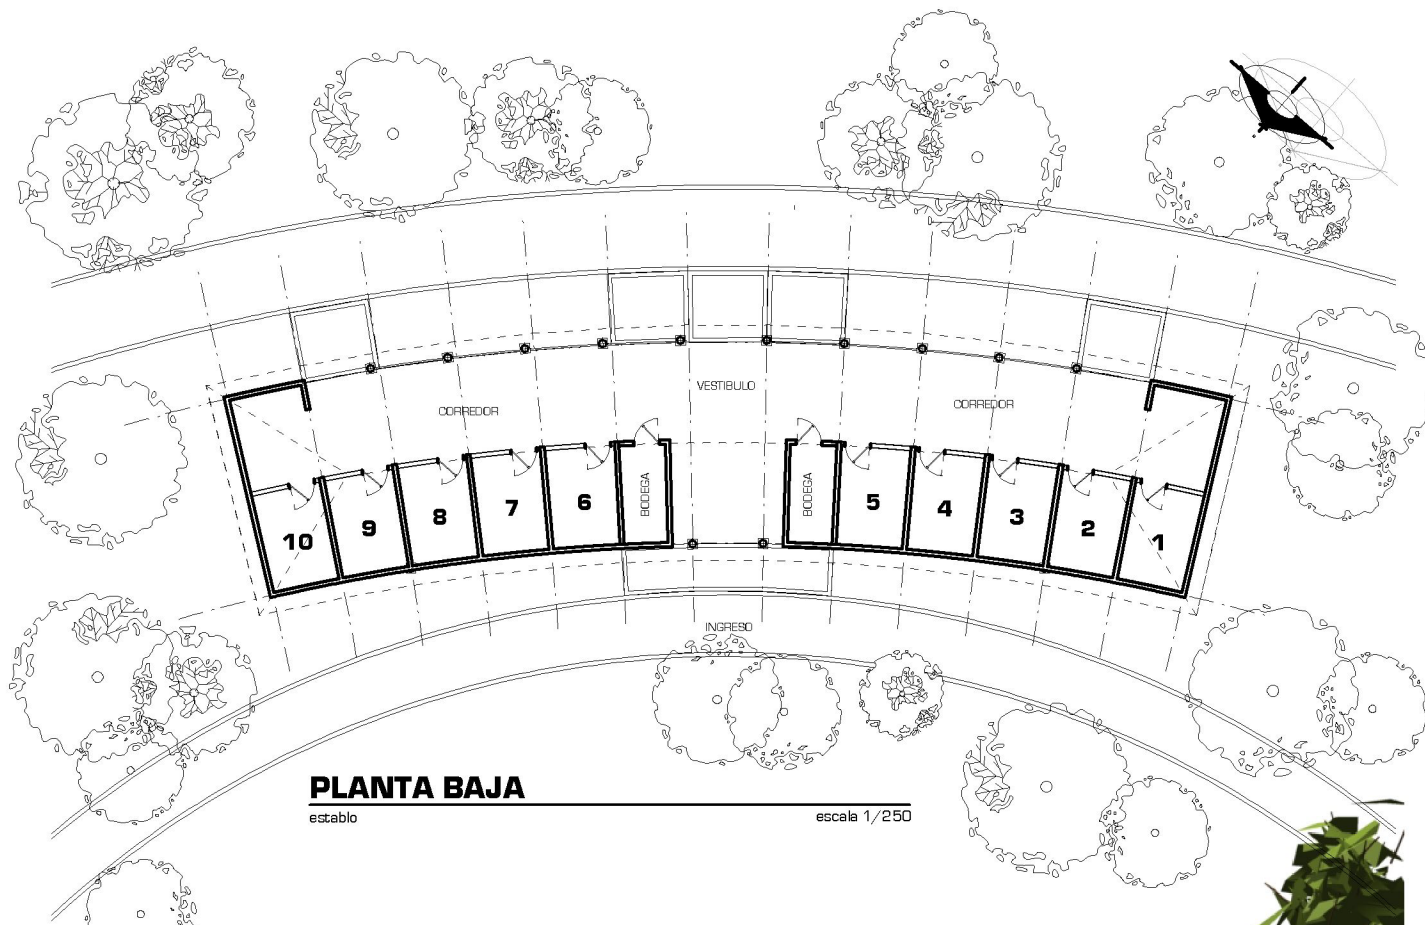 VESTIBULO
CORREDOR
CORREDOR
10
9
8
7
6
BODEGA
BODEGA
5
4
3
2
1
INGRESO
PLANTA BAJA
establo
escala 1/250